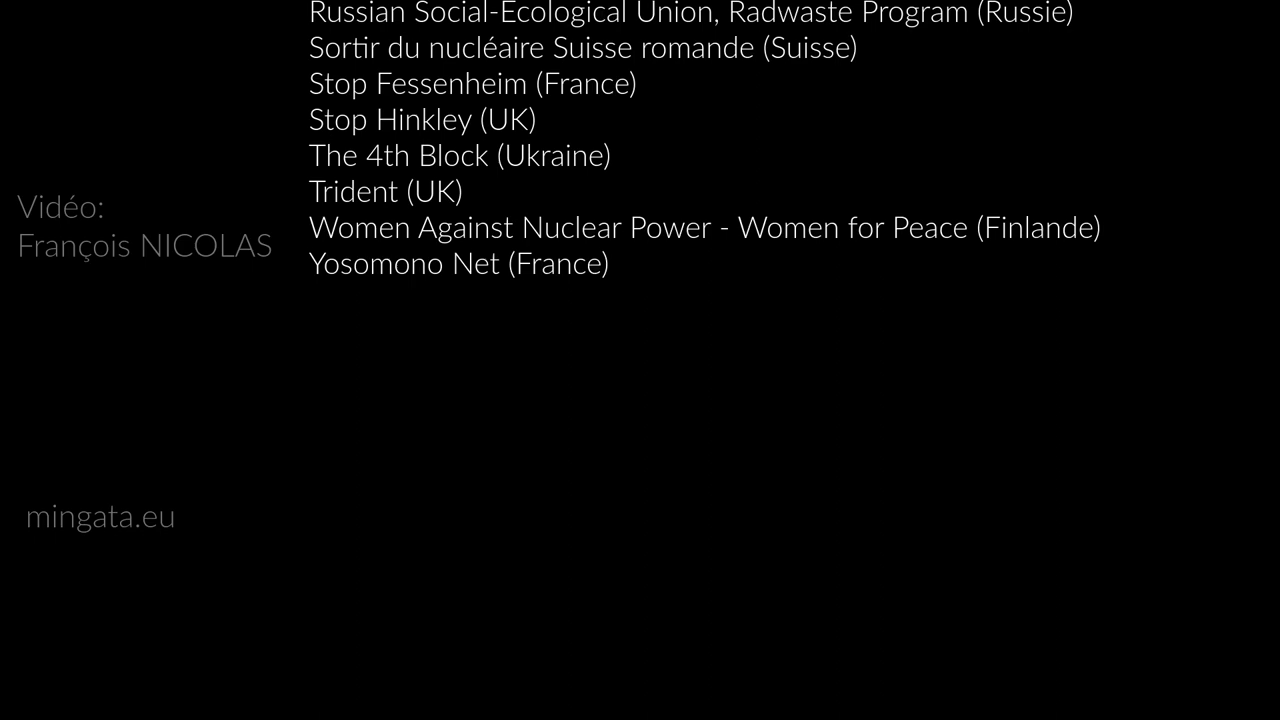 Russian Social-Ecological Union, Radwaste Program (Russie)
Sortir du nucléaire Suisse romande (Suisse)
Stop Fessenheim (France)
Stop Hinkley (UK)
The 4th Block (Ukraine)
Trident (UK)
Women Against Nuclear Power - Women for Peace (Finlande)
Yosomono Net (France)
Vidéo:
François NICOLAS
mingata.eu